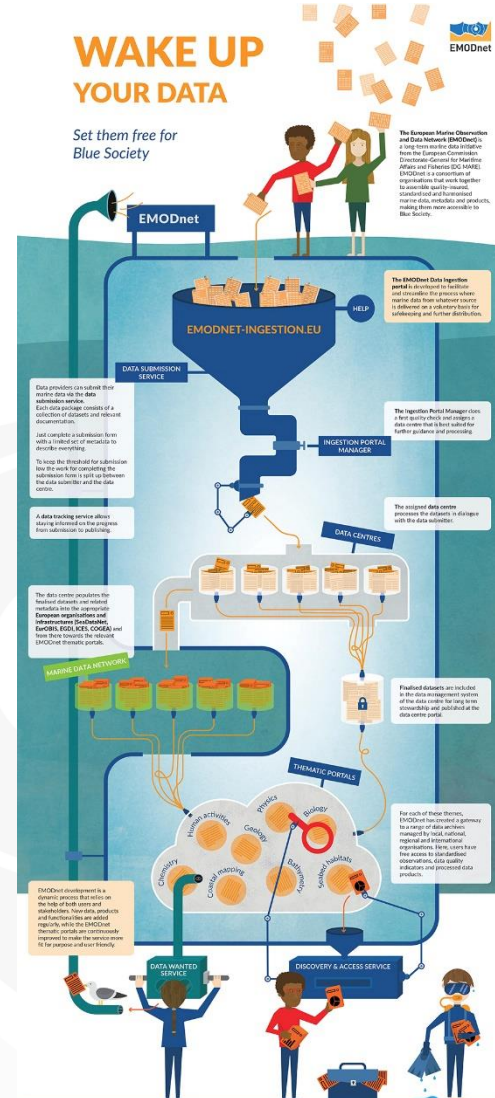 WAKE UP
YOUR DATA
Set them free for
Blue Society
EMODnet
The European Marine Observation
and Data Network (EMODnet) is
a long-term marine data initiative
from the European Commission
Directorate-General for Maritime
Affairs and Fisheries (DG MARE).
EMODnet is a consortium of
organisations that work together
to assemble quality-assured,
standardised and harmonised
marine data, metadata and products,
making them more accessible to
Blue Society.
EMODnet
The EMODnet Data Ingestion
portal is developed to facilitate
and streamline the process where
marine data from whatever source
is delivered on a voluntary basis for
safekeeping and further distribution.
EMODNET-INGESTION.EU
HELP
DATA SUBMISSION
SERVICE
Data providers can submit their
marine data via the data
submission service.
Each data package consists of a
collection of datasets and relevant
documentation.
Just complete a submission form
with a limited set of metadata to
describe everything.
To keep the threshold for submission
low the work for completing the
submission form is split up between
the data submitter and the data
centre.
The Ingestion Portal Manager does
a first quality check and assigns a
data centre that is best suited for
further guidance and processing.
INGESTION PORTAL
MANAGER
A data tracking service allows
staying informed on the progress
from submission to publishing.
The assigned data centre
processes the datasets in dialogue
with the data submitter.
DATA CENTRES
The data centre populates the
finalised datasets and related
metadata into the appropriate
European organisations and
infrastructures (SeaDataNet,
EurOBIS, EGDI, ICES, COGEA) and
from there towards the relevant
EMODnet thematic portals.
MARINE DATA NETWORK
Finalised datasets are included
in the data management system
of the data centre for long term
stewardship and published at the
data centre portal.
THEMATIC PORTALS
Human activities
Physics
Biology
Geology
Chemistry
Coastal mapping
Bathymetry
Seabed habitats
For each of these themes,
EMODnet has created a gateway
to a range of data archives
managed by local, national,
regional and international
organisations. Here, users have
free access to standardised
observations, data quality
indicators and processed data
products.
EMODnet development is a
dynamic process that relies on
the help of both users and
stakeholders. New data, products
and functionalities are added
regularly, while the EMODnet
thematic portals are continuously
improved to make the service more
fit for purpose and user friendly.
DATA WANTED
SERVICE
DISCOVERY & ACCESS SERVICE